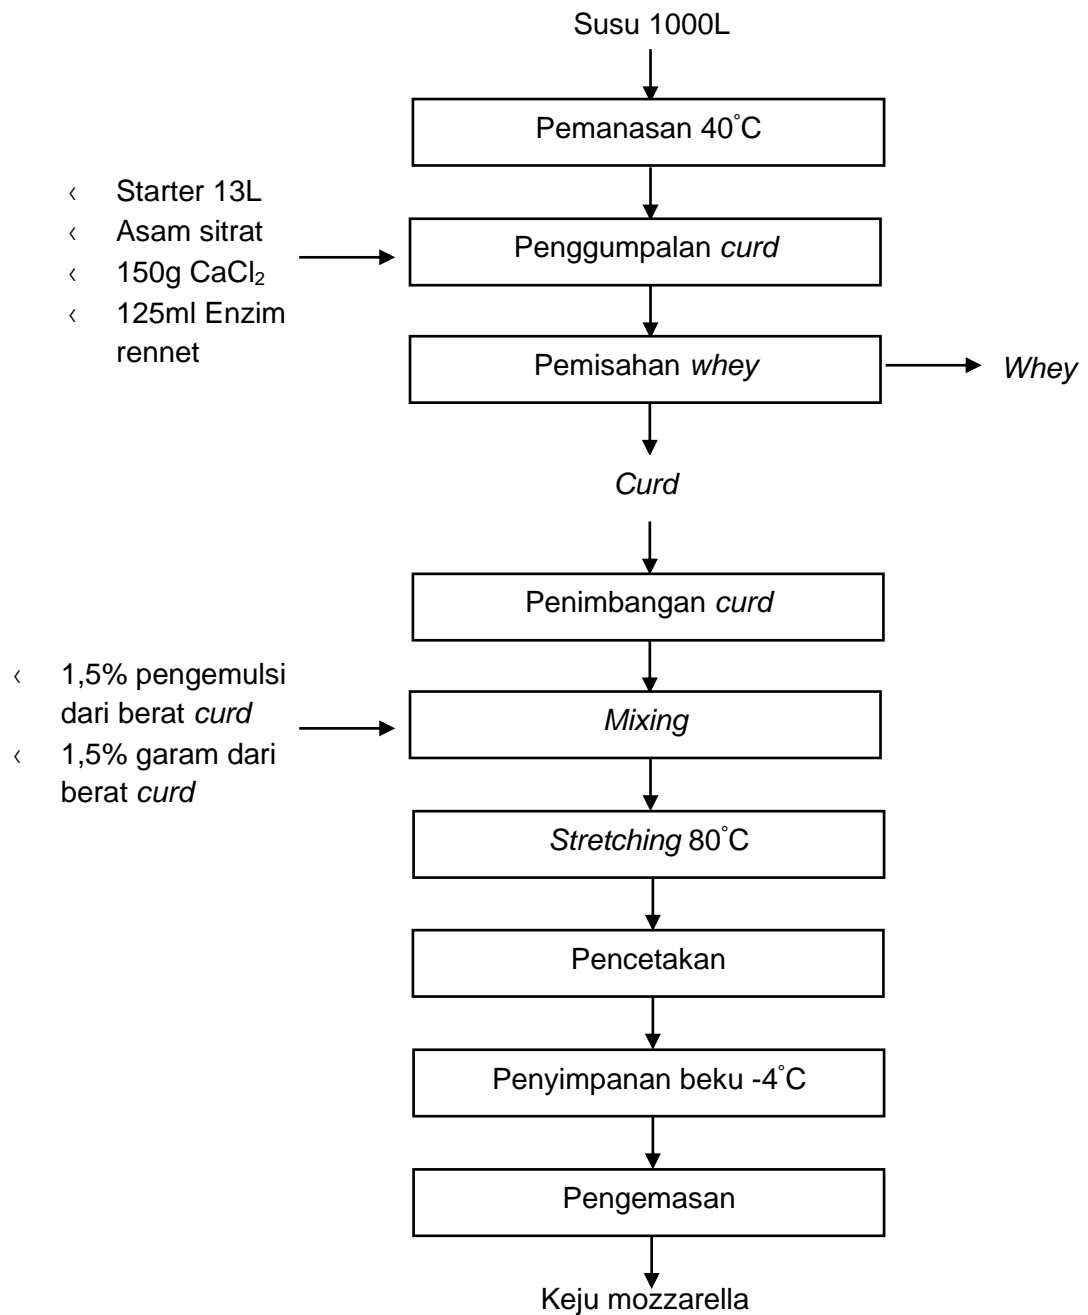 Susu 1000L
Pemanasan 40°C
‹ Starter 13L
‹ Asam sitrat
‹ 150g CaCl₂
‹ 125ml Enzim
rennet
Penggumpalan curd
Pemisahan whey
Whey
Curd
Penimbangan curd
‹ 1,5% pengemulsi
dari berat curd
‹ 1,5% garam dari
berat curd
Mixing
Stretching 80°C
Pencetakan
Penyimpanan beku -4°C
Pengemasan
Keju mozzarella